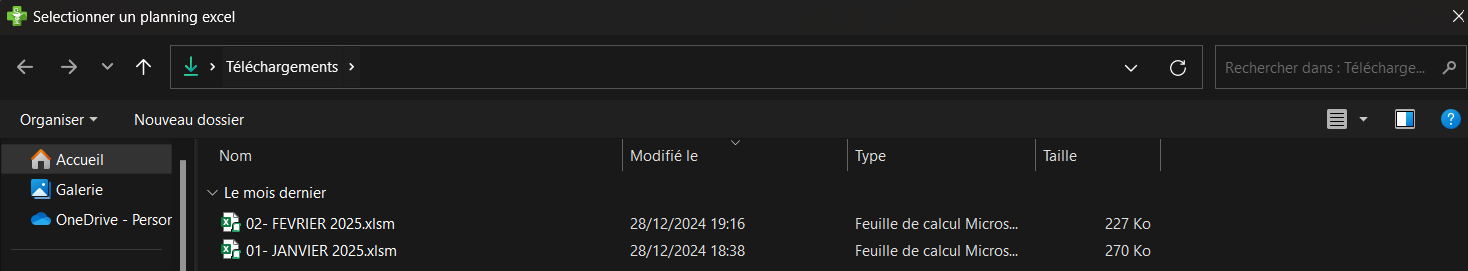 Selectionner un planning excel
Téléchargements
Rechercher dans : Télécharge...
Organiser
Nouveau dossier
Accueil
Galerie
OneDrive - Person
Nom
Modifié le
Type
Taille
Le mois dernier
02- FEVRIER 2025.xlsm 28/12/2024 19:16 Feuille de calcul Micros... 227 Ko
01- JANVIER 2025.xlsm 28/12/2024 18:38 Feuille de calcul Micros... 270 Ko